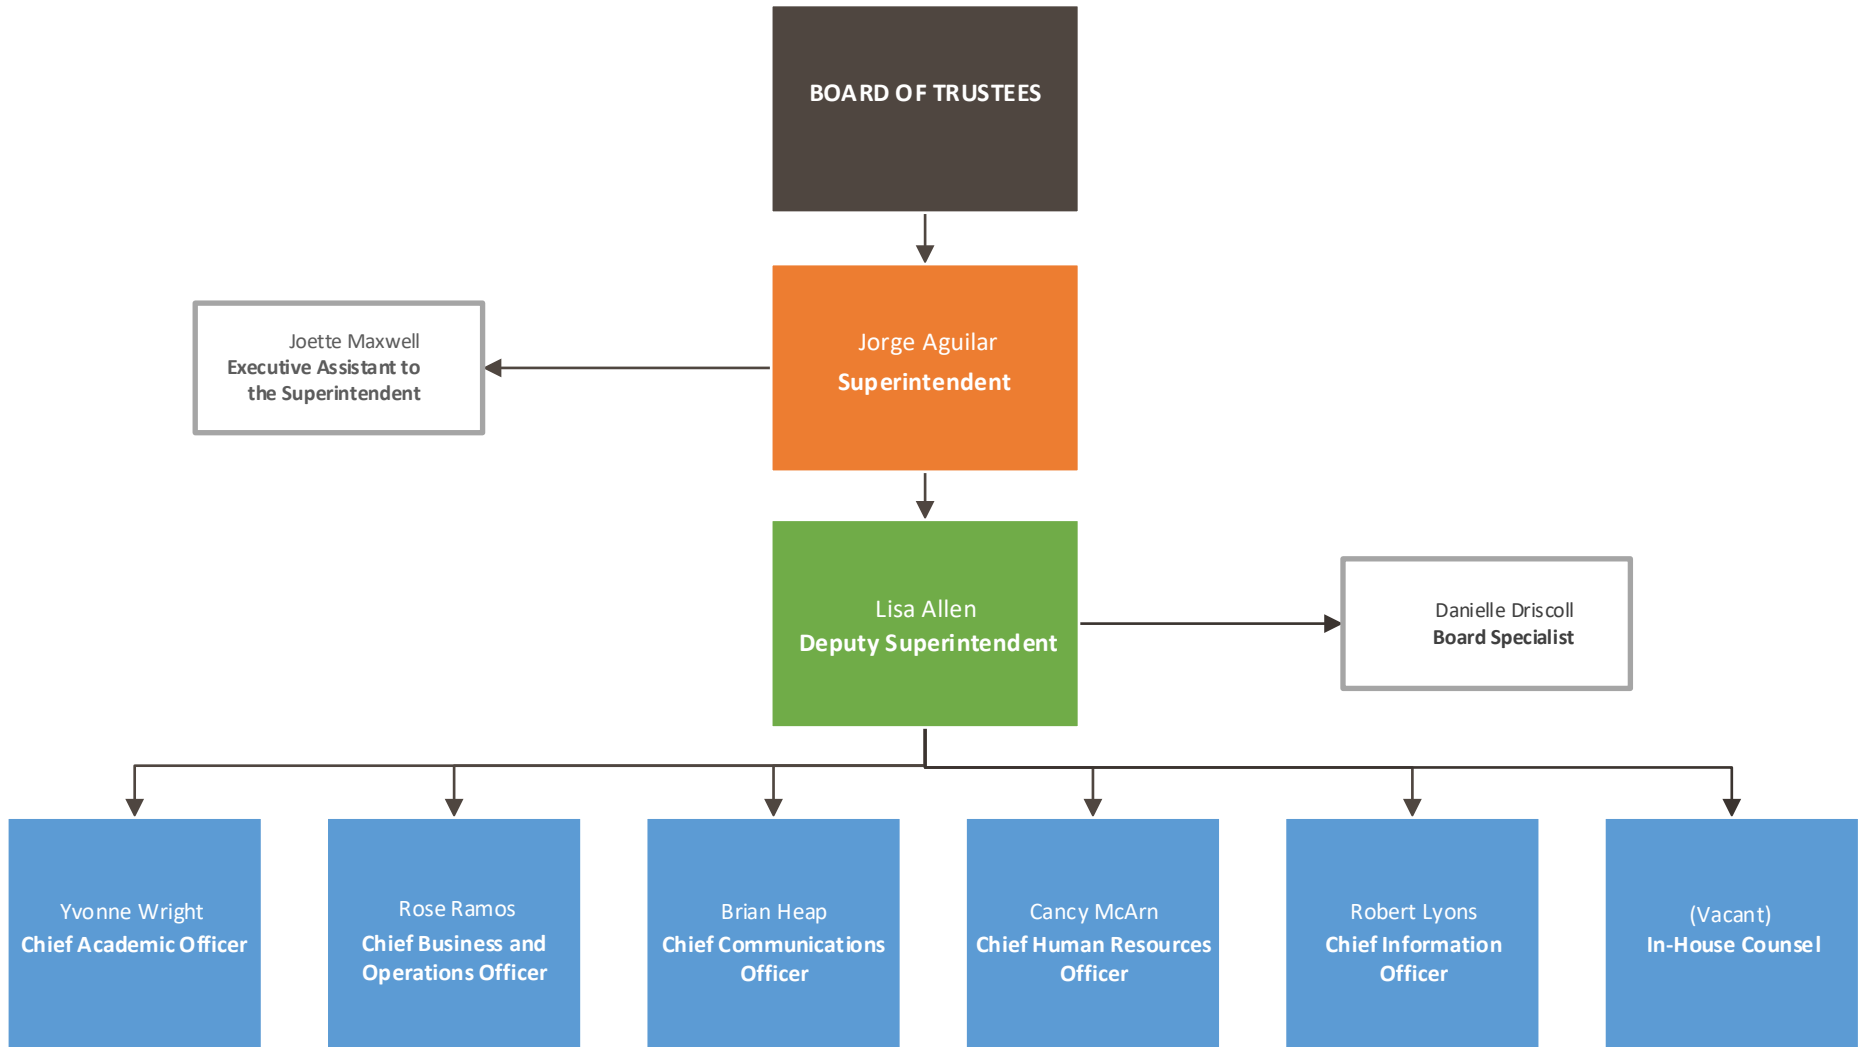 BOARD OF TRUSTEES
Joette Maxwell
Executive Assistant to
the Superintendent
Jorge Aguilar
Superintendent
Lisa Allen
Deputy Superintendent
Danielle Driscoll
Board Specialist
Yvonne Wright
Chief Academic Officer
Rose Ramos
Chief Business and
Operations Officer
Brian Heap
Chief Communications
Officer
Cancy McArn
Chief Human Resources
Officer
Robert Lyons
Chief Information
Officer
(Vacant)
In-House Counsel